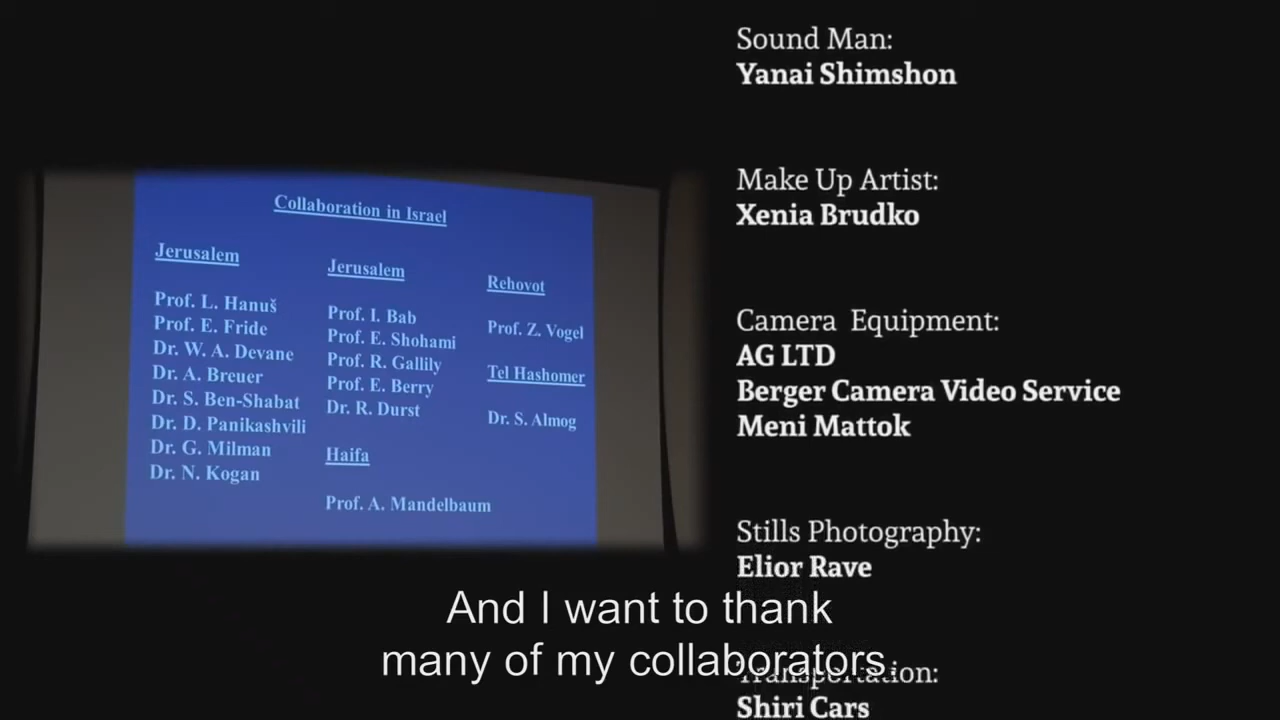 Collaboration in Israel
Jerusalem
Prof. L. Hanuš
Prof. E. Fride
Dr. W. A. Devane
Dr. A. Breuer
Dr. S. Ben-Shabat
Dr. D. Panikashvili
Dr. G. Milman
Dr. N. Kogan
Jerusalem
Prof. I. Bab
Prof. E. Shohami
Prof. R. Gallily
Prof. E. Berry
Dr. R. Durst
Haifa
Prof. A. Mandelbaum
Rehovot
Prof. Z. Vogel
Tel Hashomer
Dr. S. Almog
Sound Man:
Yanai Shimshon
Make Up Artist:
Xenia Brudko
Camera Equipment:
AG LTD
Berger Camera Video Service
Meni Mattok
Stills Photography:
Elior Rave
Transportation:
Shiri Cars
And I want to thank
many of my collaborators.